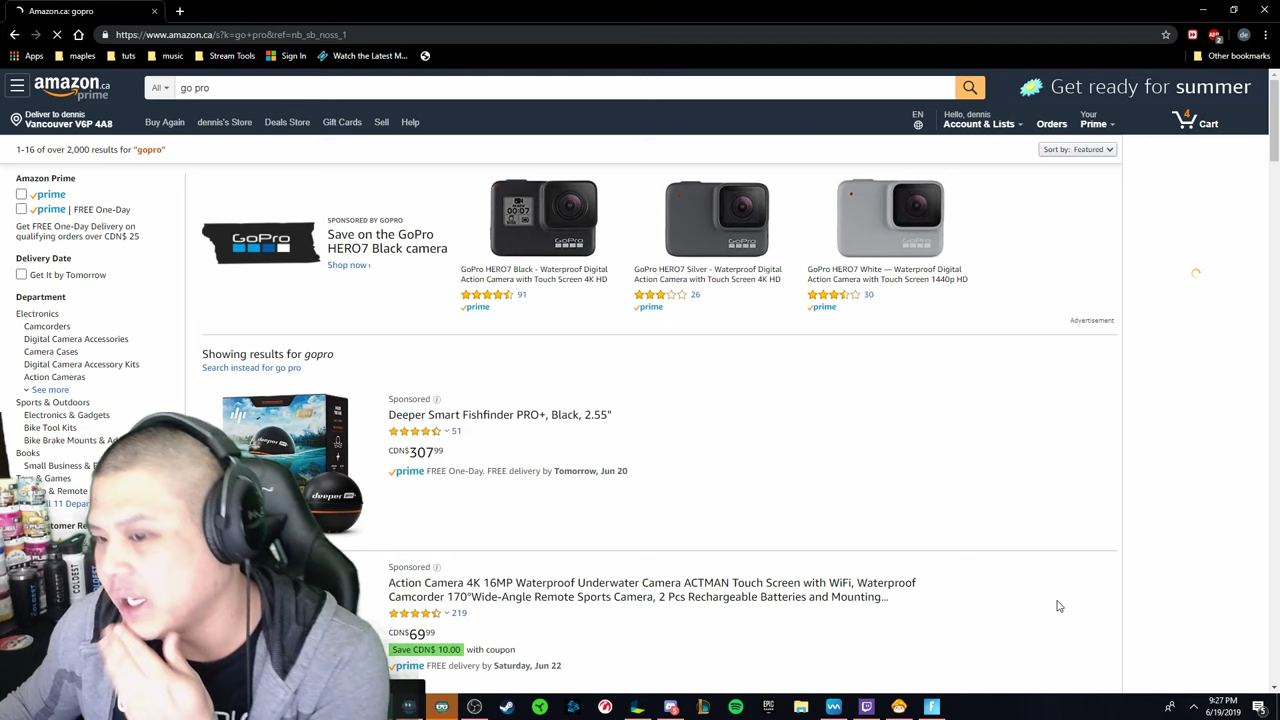 Amazon.ca: gopro
https://www.amazon.ca/s?k=go+pro&ref=nb_sb_noss_1
Apps maples tuts music Stream Tools Sign In Watch the Latest M... Other bookmarks
amazon.ca
prime
All
go pro
Get ready for summer
Deliver to dennis
Vancouver V6P 4A8
Buy Again dennis's Store Deals Store Gift Cards Sell Help
EN
Hello, dennis
Account & Lists
Orders
Your
Prime
4
Cart
1-16 of over 2,000 results for "gopro"
Sort by: Featured
Amazon Prime
prime
prime | FREE One-Day
Get FREE One-Day Delivery on
qualifying orders over CDN$ 25
Delivery Date
Get It by Tomorrow
Department
Electronics
Camcorders
Digital Camera Accessories
Camera Cases
Digital Camera Accessory Kits
Action Cameras
See more
Sports & Outdoors
Electronics & Gadgets
Bike Tool Kits
Bike Brake Mounts &
Books
Small Business &
& Games
& Remote
11 Depar
GoPro
SPONSORED BY GOPRO
Save on the GoPro
HERO7 Black camera
Shop now ›
GoPro HERO7 Black - Waterproof Digital
Action Camera with Touch Screen 4K HD
91
prime
GoPro HERO7 Silver - Waterproof Digital
Action Camera with Touch Screen 4K HD
26
prime
GoPro HERO7 White — Waterproof Digital
Action Camera with Touch Screen 1440p HD
30
prime
Advertisement
Showing results for gopro
Search instead for go pro
Sponsored
Deeper Smart Fishfinder PRO+, Black, 2.55"
51
CDN$ 307 99
prime FREE One-Day. FREE delivery by Tomorrow, Jun 20
Sponsored
Action Camera 4K 16MP Waterproof Underwater Camera ACTMAN Touch Screen with WiFi, Waterproof
Camcorder 170°Wide-Angle Remote Sports Camera, 2 Pcs Rechargeable Batteries and Mounting...
219
CDN$ 69 99
Save CDN$ 10.00 with coupon
prime FREE delivery by Saturday, Jun 22
9:27 PM
6/19/2019